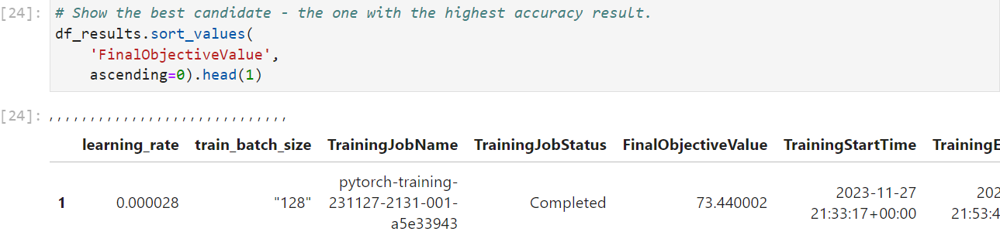 [24]: # Show the best candidate - the one with the highest accuracy result.
df_results.sort_values(
    'FinalObjectiveValue',
    ascending=0).head(1)
[24]: , , , , , , , , , , , , , , , , , , , , , , , , , , , , ,
learning_rate train_batch_size TrainingJobName TrainingJobStatus FinalObjectiveValue TrainingStartTime TrainingE
pytorch-training-
2023-11-27 202
1 0.000028 "128" 231127-2131-001- Completed 73.440002
21:33:17+00:00 21:53:4
a5e33943